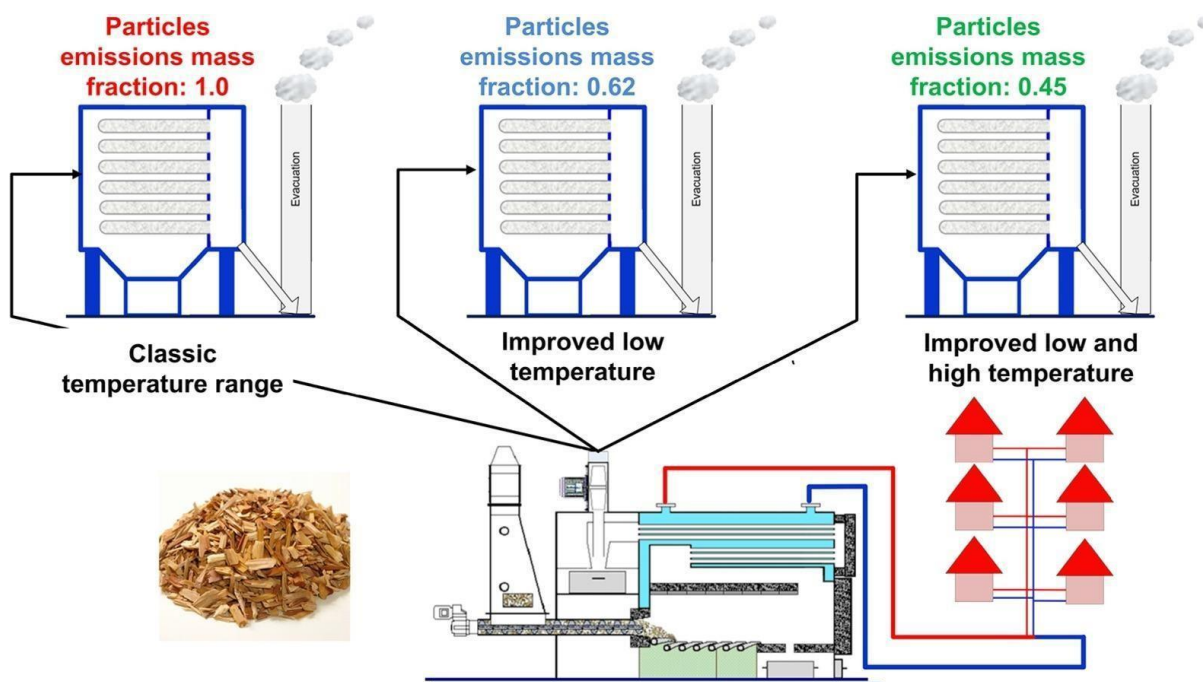 Particles
emissions mass
fraction: 1.0
Particles
emissions mass
fraction: 0.62
Particles
emissions mass
fraction: 0.45
Evacuation
Evacuation
Evacuation
Classic
temperature range
Improved low
temperature
Improved low and
high temperature